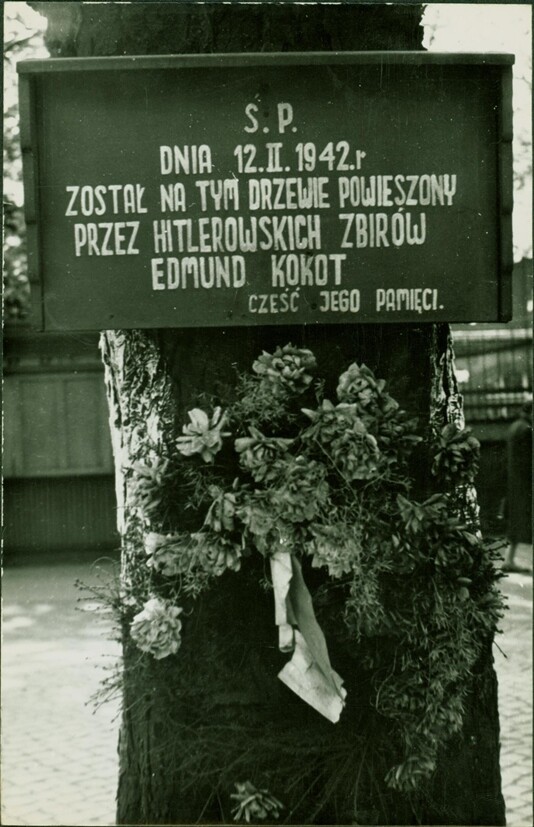 S. P.
DNIA 12.II.1942.r
ZOSTAŁ NA TYM DRZEWIE POWIESZONY
PRZEZ HITLEROWSKICH ZBIRÓW
EDMUND KOKOT
CZEŚĆ JEGO PAMIĘCI.